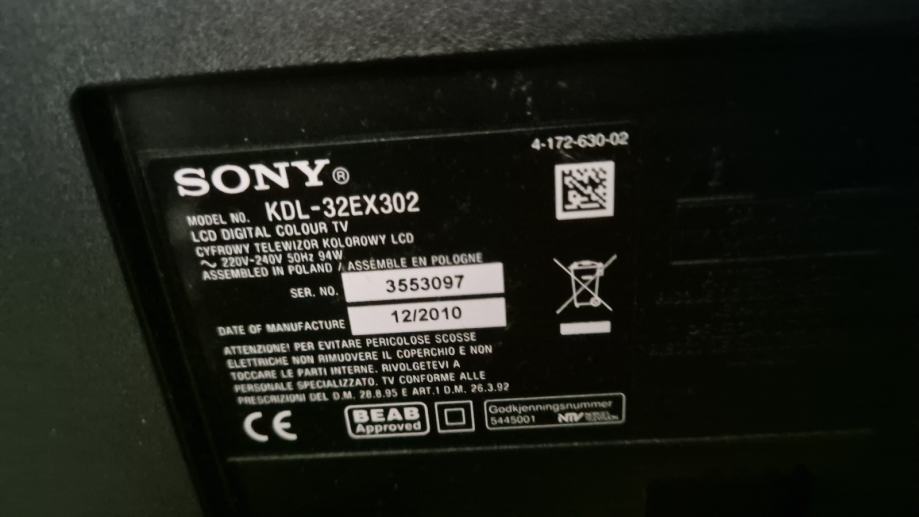 4-172-630-02
SONY®
MODEL NO. KDL-32EX302
LCD DIGITAL COLOUR TV
CYFROWY TELEWIZOR KOLOROWY LCD
~ 220V-240V 50Hz 94W
ASSEMBLED IN POLAND / ASSEMBLE EN POLOGNE
SER. NO. 3553097
DATE OF MANUFACTURE 12/2010
ATTENZIONE! PER EVITARE PERICOLOSE SCOSSE
ELETTRICHE NON RIMUOVERE IL COPERCHIO E NON
TOCCARE LE PARTI INTERNE. RIVOLGETEVI A
PERSONALE SPECIALIZZATO. TV CONFORME ALLE
PRESCRIZIONI DEL D.M. 28.8.95 E ART.1 D.M. 26.3.92
CE
BEAB
Approved
Godkjenningsnummer
5445001 NTV